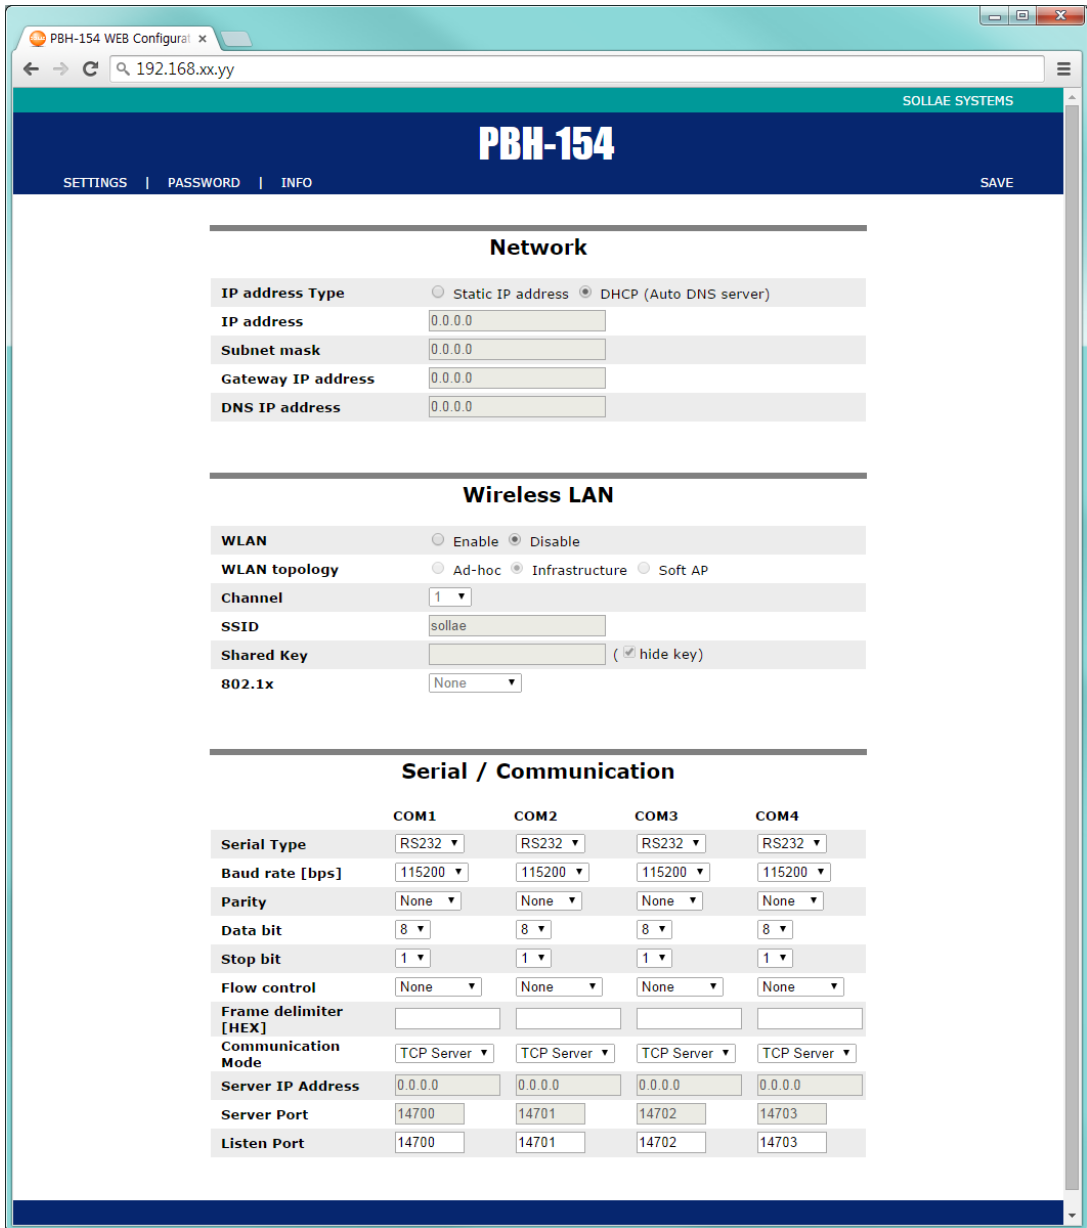 PBH-154 WEB Configurat
192.168.xx.yy
SOLLAE SYSTEMS
PBH-154
SETTINGS | PASSWORD | INFO SAVE
Network
IP address Type Static IP address DHCP (Auto DNS server)
IP address 0.0.0.0
Subnet mask 0.0.0.0
Gateway IP address 0.0.0.0
DNS IP address 0.0.0.0
Wireless LAN
WLAN Enable Disable
WLAN topology Ad-hoc Infrastructure Soft AP
Channel 1
SSID sollae
Shared Key ( hide key)
802.1x None
Serial / Communication
COM1 COM2 COM3 COM4
Serial Type RS232 RS232 RS232 RS232
Baud rate [bps] 115200 115200 115200 115200
Parity None None None None
Data bit 8 8 8 8
Stop bit 1 1 1 1
Flow control None None None None
Frame delimiter
[HEX]
Communication
Mode TCP Server TCP Server TCP Server TCP Server
Server IP Address 0.0.0.0 0.0.0.0 0.0.0.0 0.0.0.0
Server Port 14700 14701 14702 14703
Listen Port 14700 14701 14702 14703